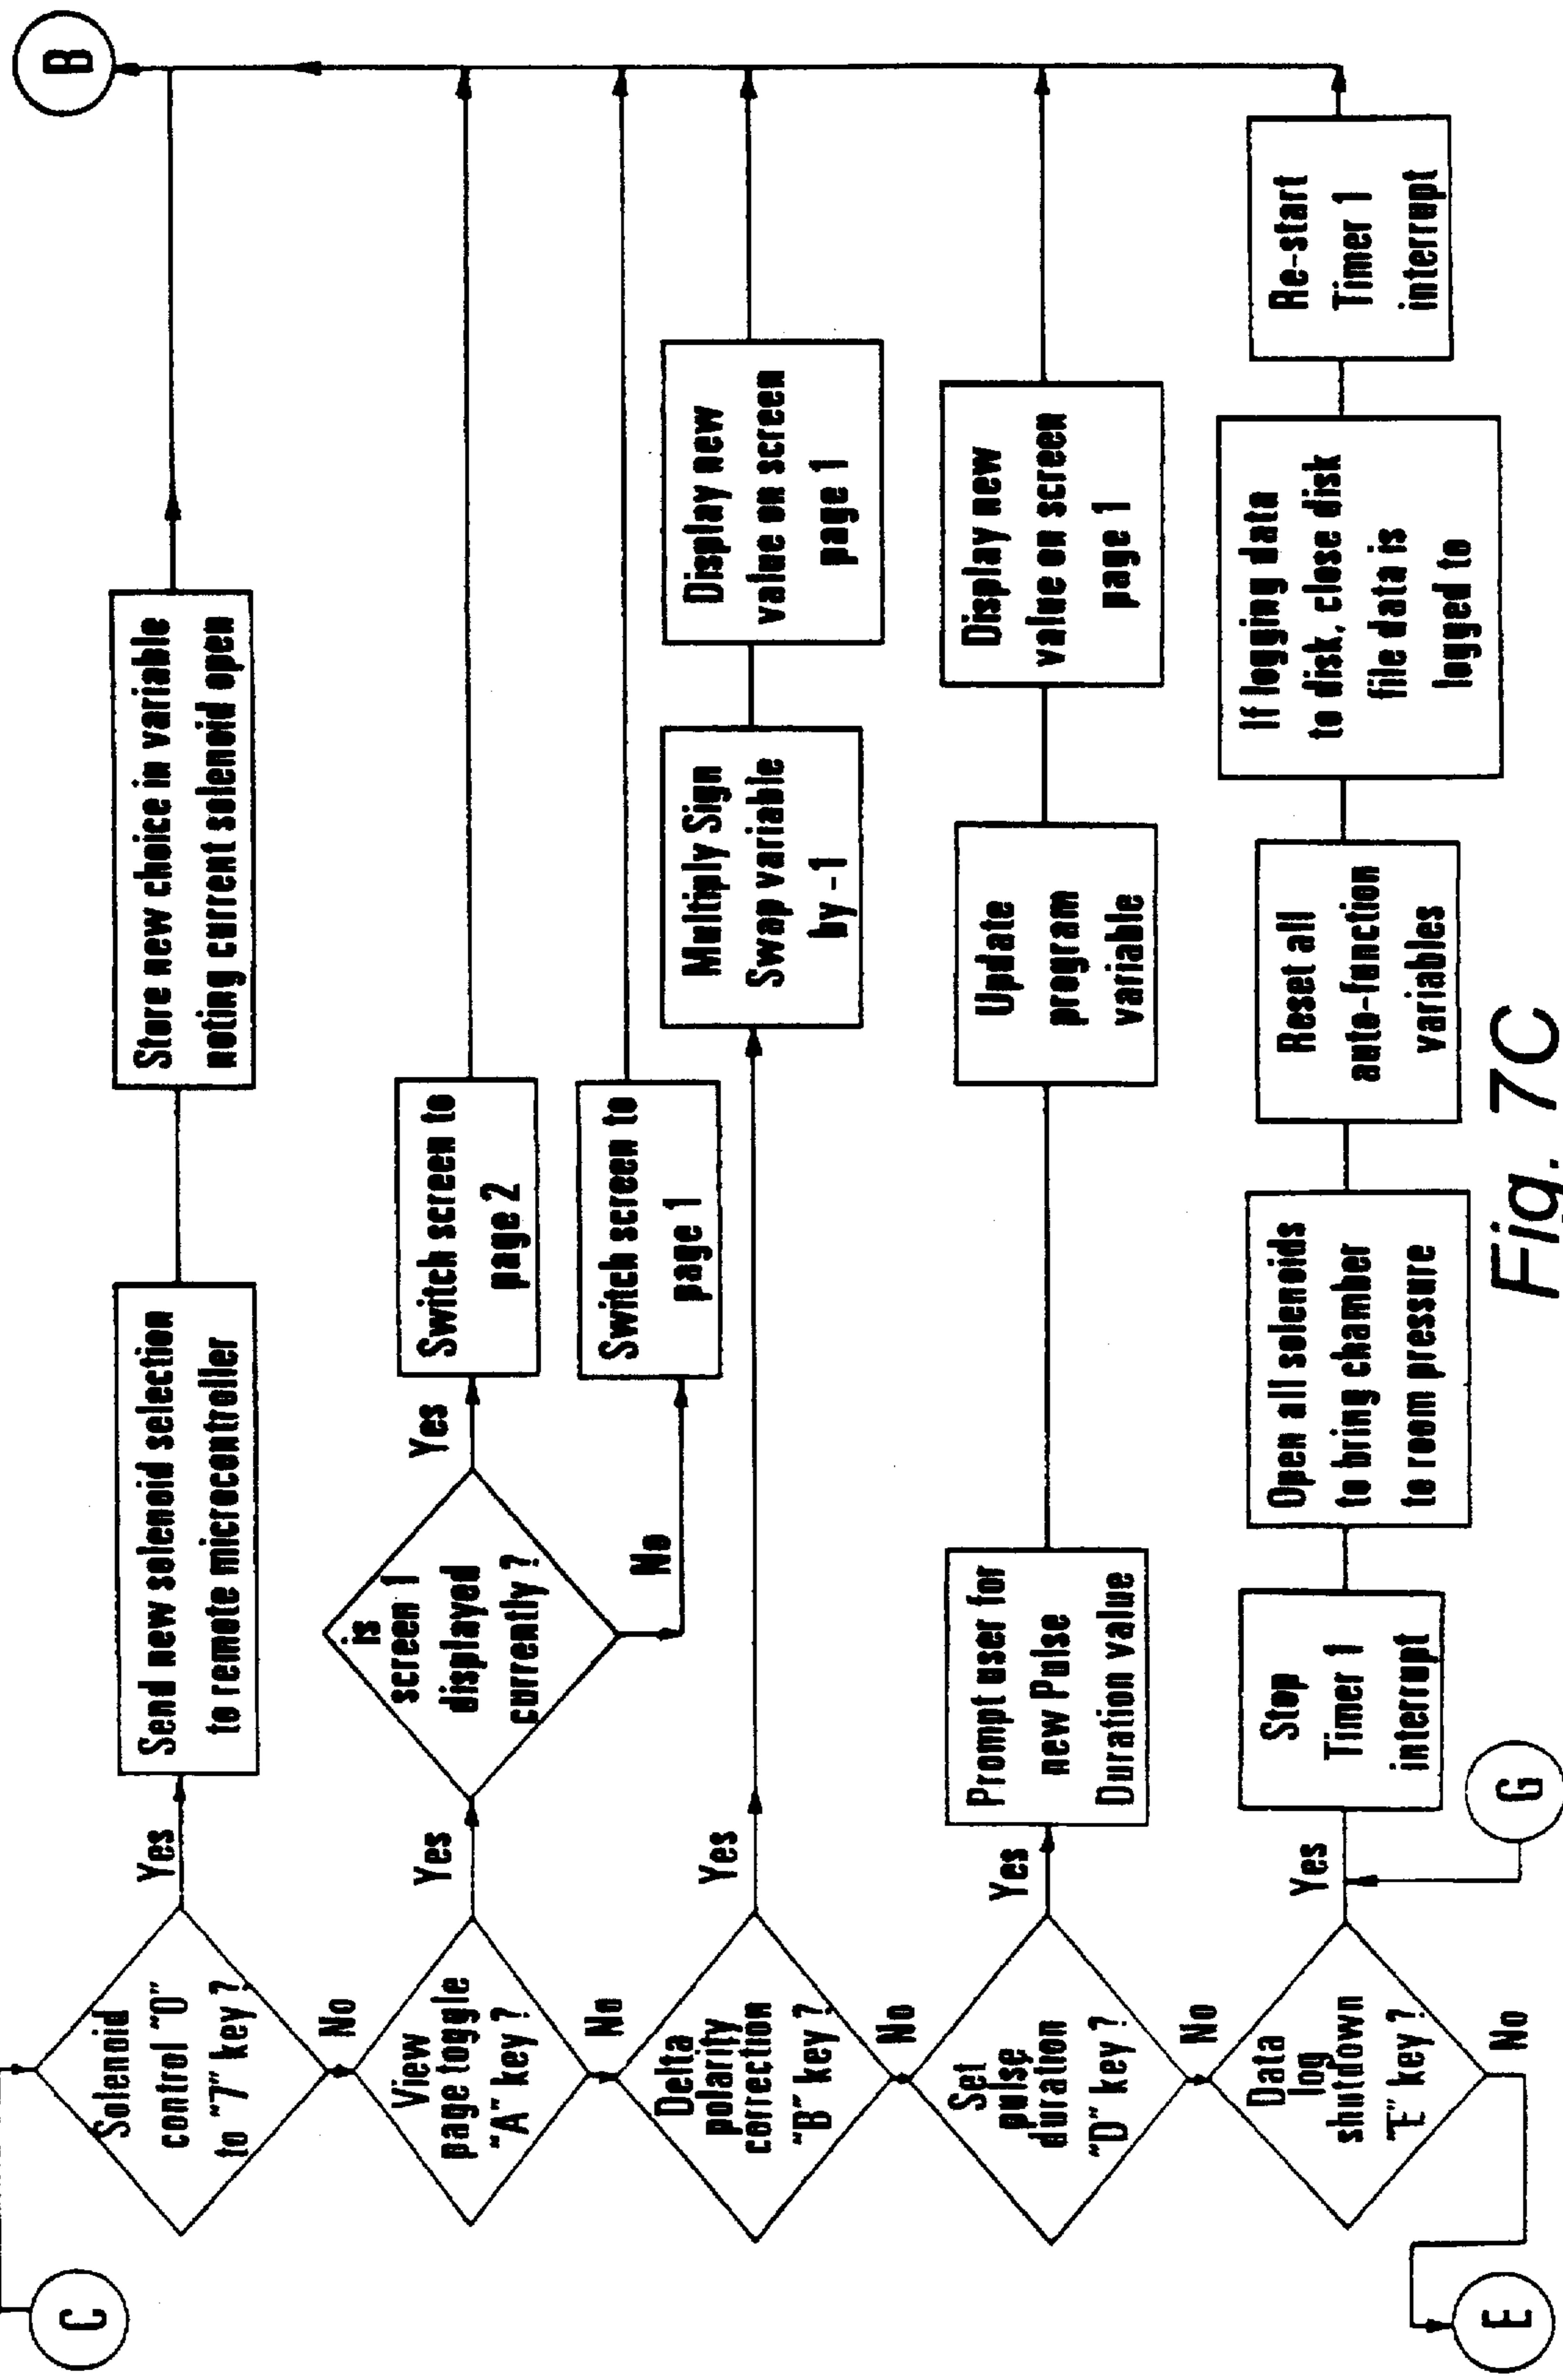 C
B
Solenoid
control "0"
to "7" key ?
Yes
Send new solenoid selection
to remote microcontroller
Store new choice in variable
noting current solenoid open
No
View
page toggle
"A" key ?
Yes
is
screen 1
displayed
currently ?
Yes
Switch screen to
page 2
No
Switch screen to
page 1
No
Delta
polarity
correction
"B" key ?
Yes
Multiply Sign
Swap variable
by -1
Display new
value on screen
page 1
No
Set
pulse
duration
"D" key ?
Yes
Prompt user for
new Pulse
Duration value
Update
program
variable
Display new
value on screen
page 1
No
Data
log
shutdown
"E" key ?
Yes
Stop
Timer 1
interrupt
Open all solenoids
to bring chamber
to room pressure
Reset all
auto-function
variables
If logging data
to disk, close disk
file data is
logged to
Re-start
Timer 1
interrupt
No
E
G
Fig. 7C